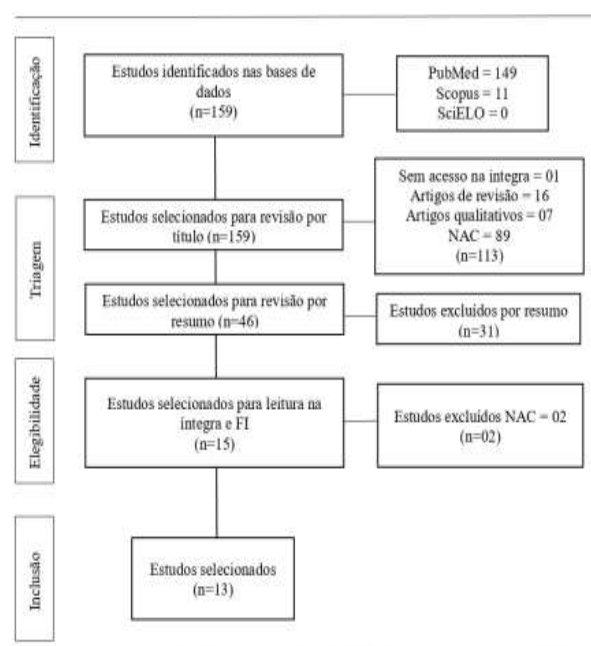 Identificação
Estudos identificados nas bases de
dados
(n=159)
PubMed = 149
Scopus = 11
SciELO = 0
Triagem
Estudos selecionados para revisão por
título (n=159)
Sem acesso na integra = 01
Artigos de revisão = 16
Artigos qualitativos = 07
NAC = 89
(n=113)
Estudos selecionados para revisão por
resumo (n=46)
Estudos excluídos por resumo
(n=31)
Elegibilidade
Estudos selecionados para leitura na
íntegra e FI
(n=15)
Estudos excluídos NAC = 02
(n=02)
Inclusão
Estudos selecionados
(n=13)